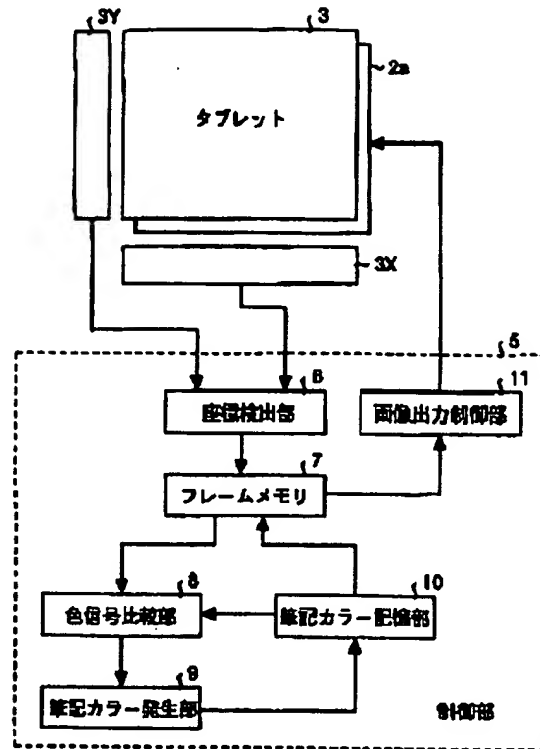 3Y
3
2a
タブレット
3X
5
6
11
座標検出部
画像出力制御部
7
フレームメモリ
8
10
色信号比較部
筆記カラー記憶部
9
筆記カラー発生部
制御部